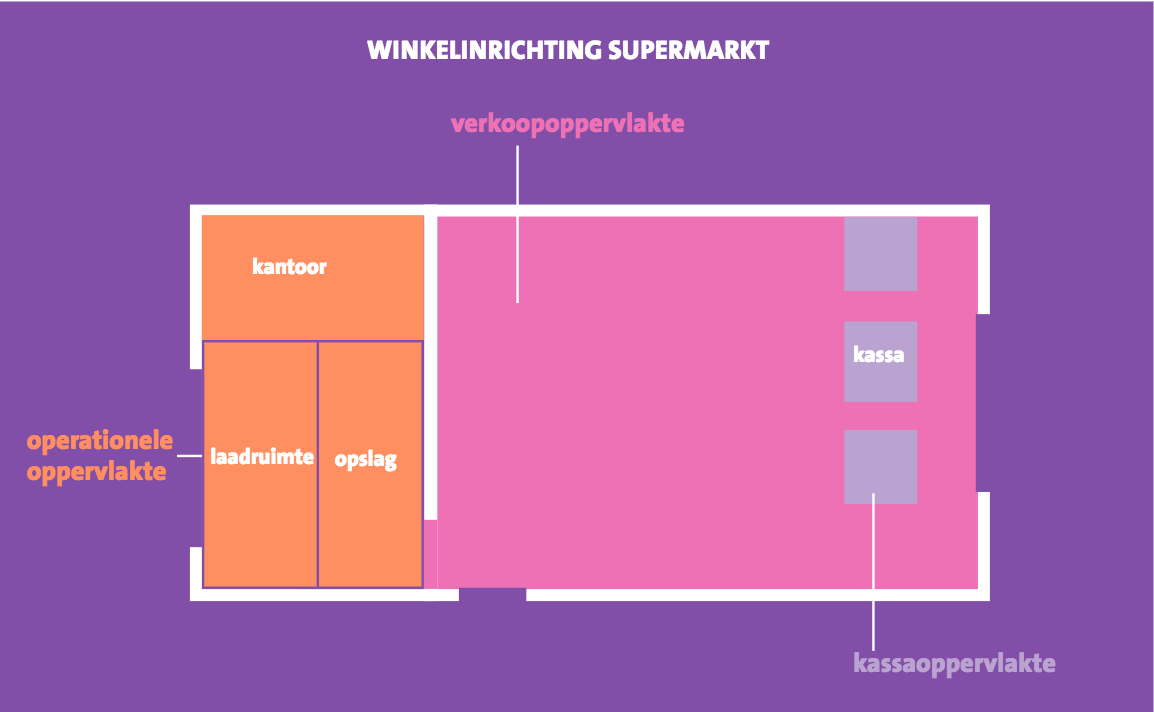 WINKELINRICHTING SUPERMARKT
verkoopoppervlakte
kantoor
kassa
operationele
oppervlakte
laadruimte
opslag
kassaoppervlakte